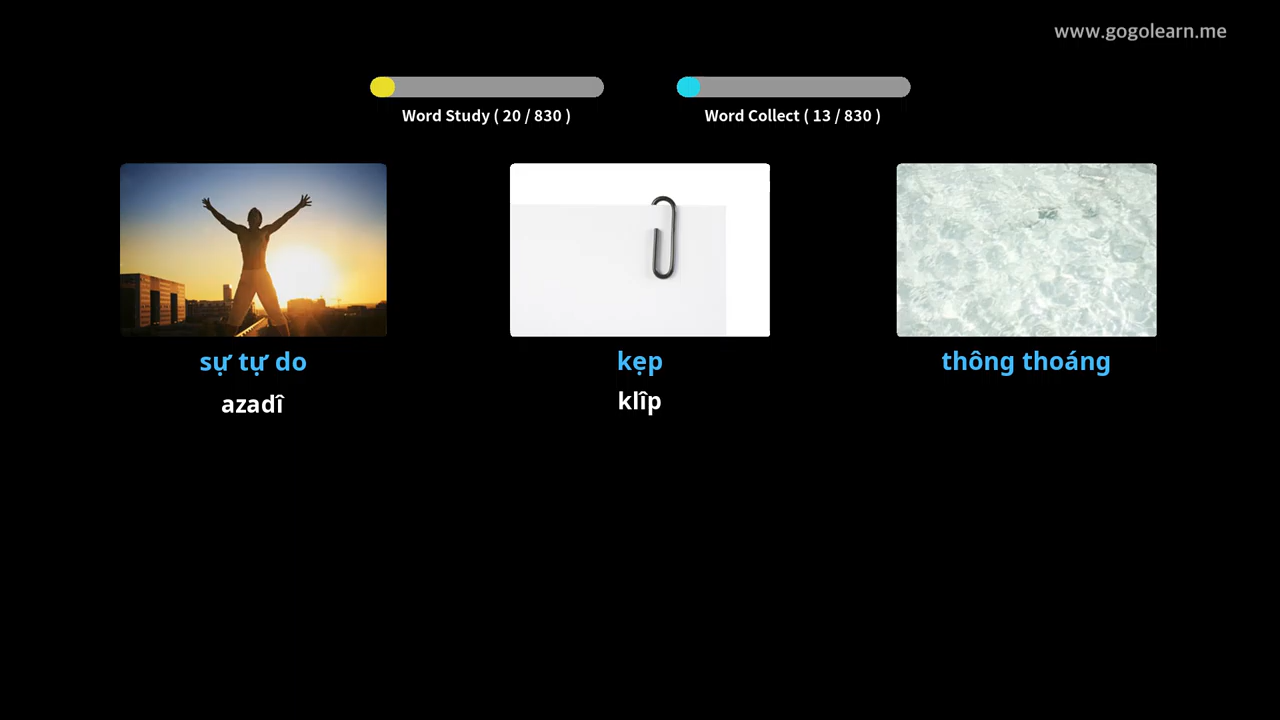 www.gogolearn.me
Word Study ( 20 / 830 )
Word Collect ( 13 / 830 )
sự tự do
azadî
kẹp
klîp
thông thoáng